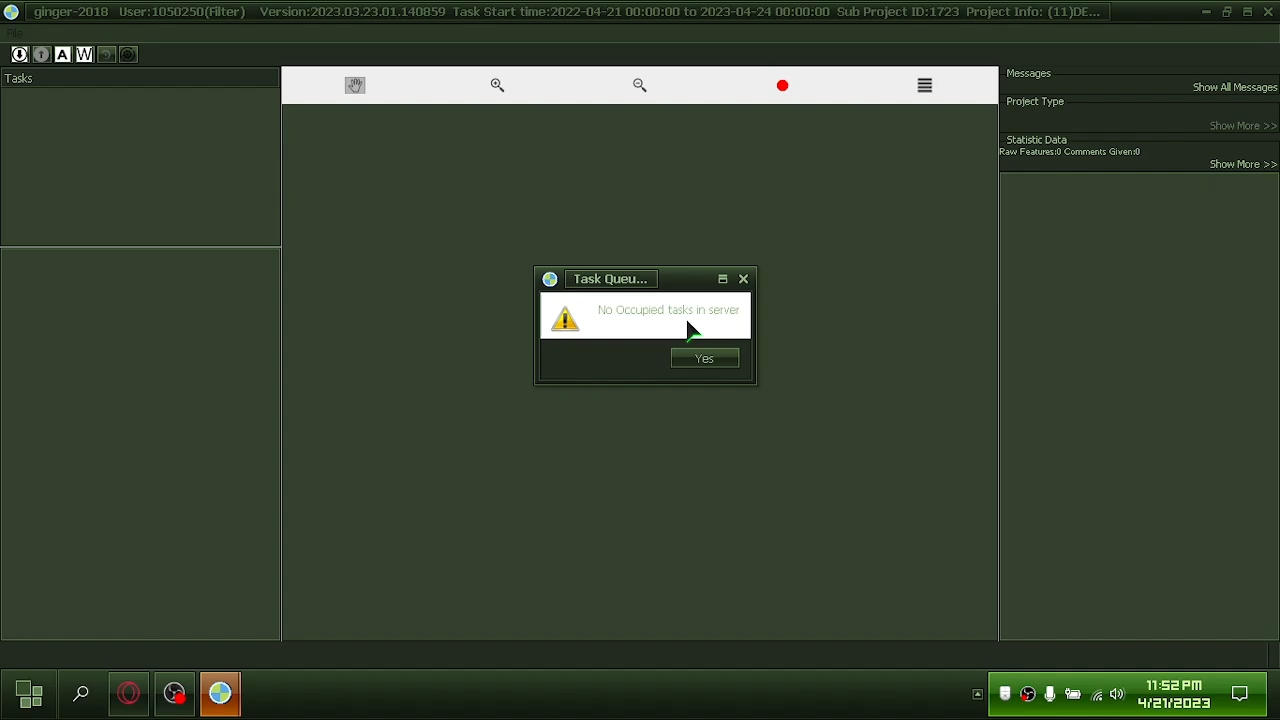 ginger-2018 User:1050250(Filter) Version:2023.03.23.01.140859 Task Start time:2022-04-21 00:00:00 to 2023-04-24 00:00:00 Sub Project ID:1723 Project Info: (11)DE...
File
A W
Tasks
Messages
Show All Messages
Project Type
Show More >>
Statistic Data
Raw Features:0 Comments Given:0
Show More >>
Task Queu...
No Occupied tasks in server
Yes
11:52 PM
4/21/2023